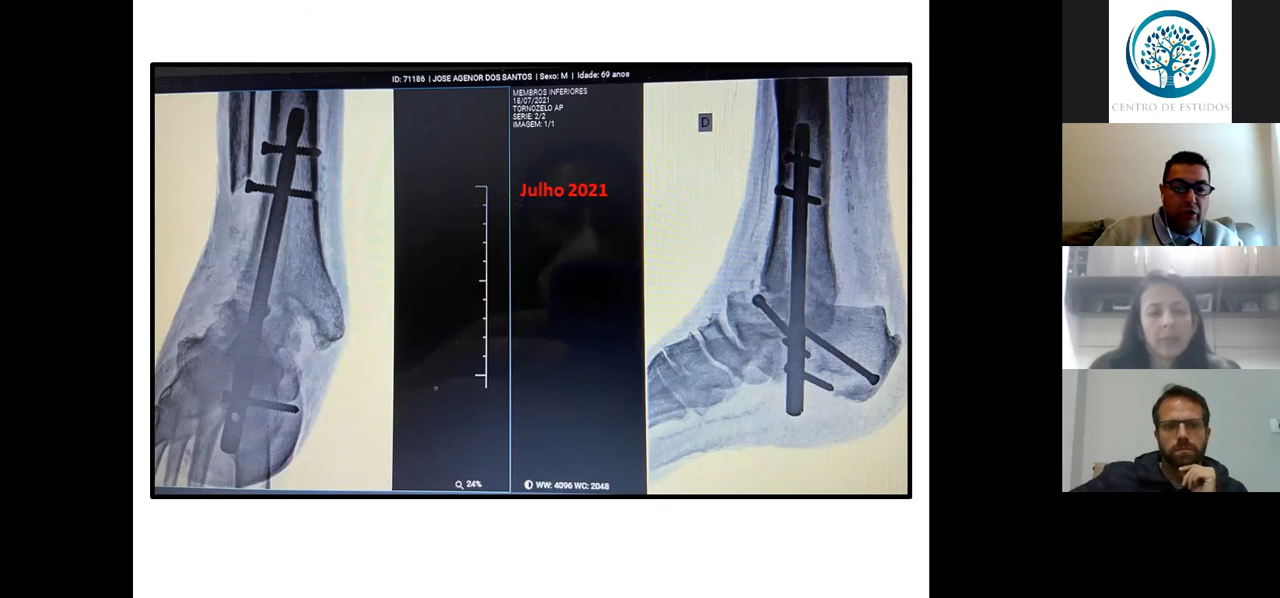 ID: 71186 | JOSE AGENOR DOS SANTOS | Sexo: M | Idade: 69 anos
MEMBROS INFERIORES
18/07/2021
TORNOZELO AP
SERIE: 2/2
IMAGEM: 1/1
D
Julho 2021
24%
WW: 4096 WC: 2048
CENTRO DE ESTUDOS